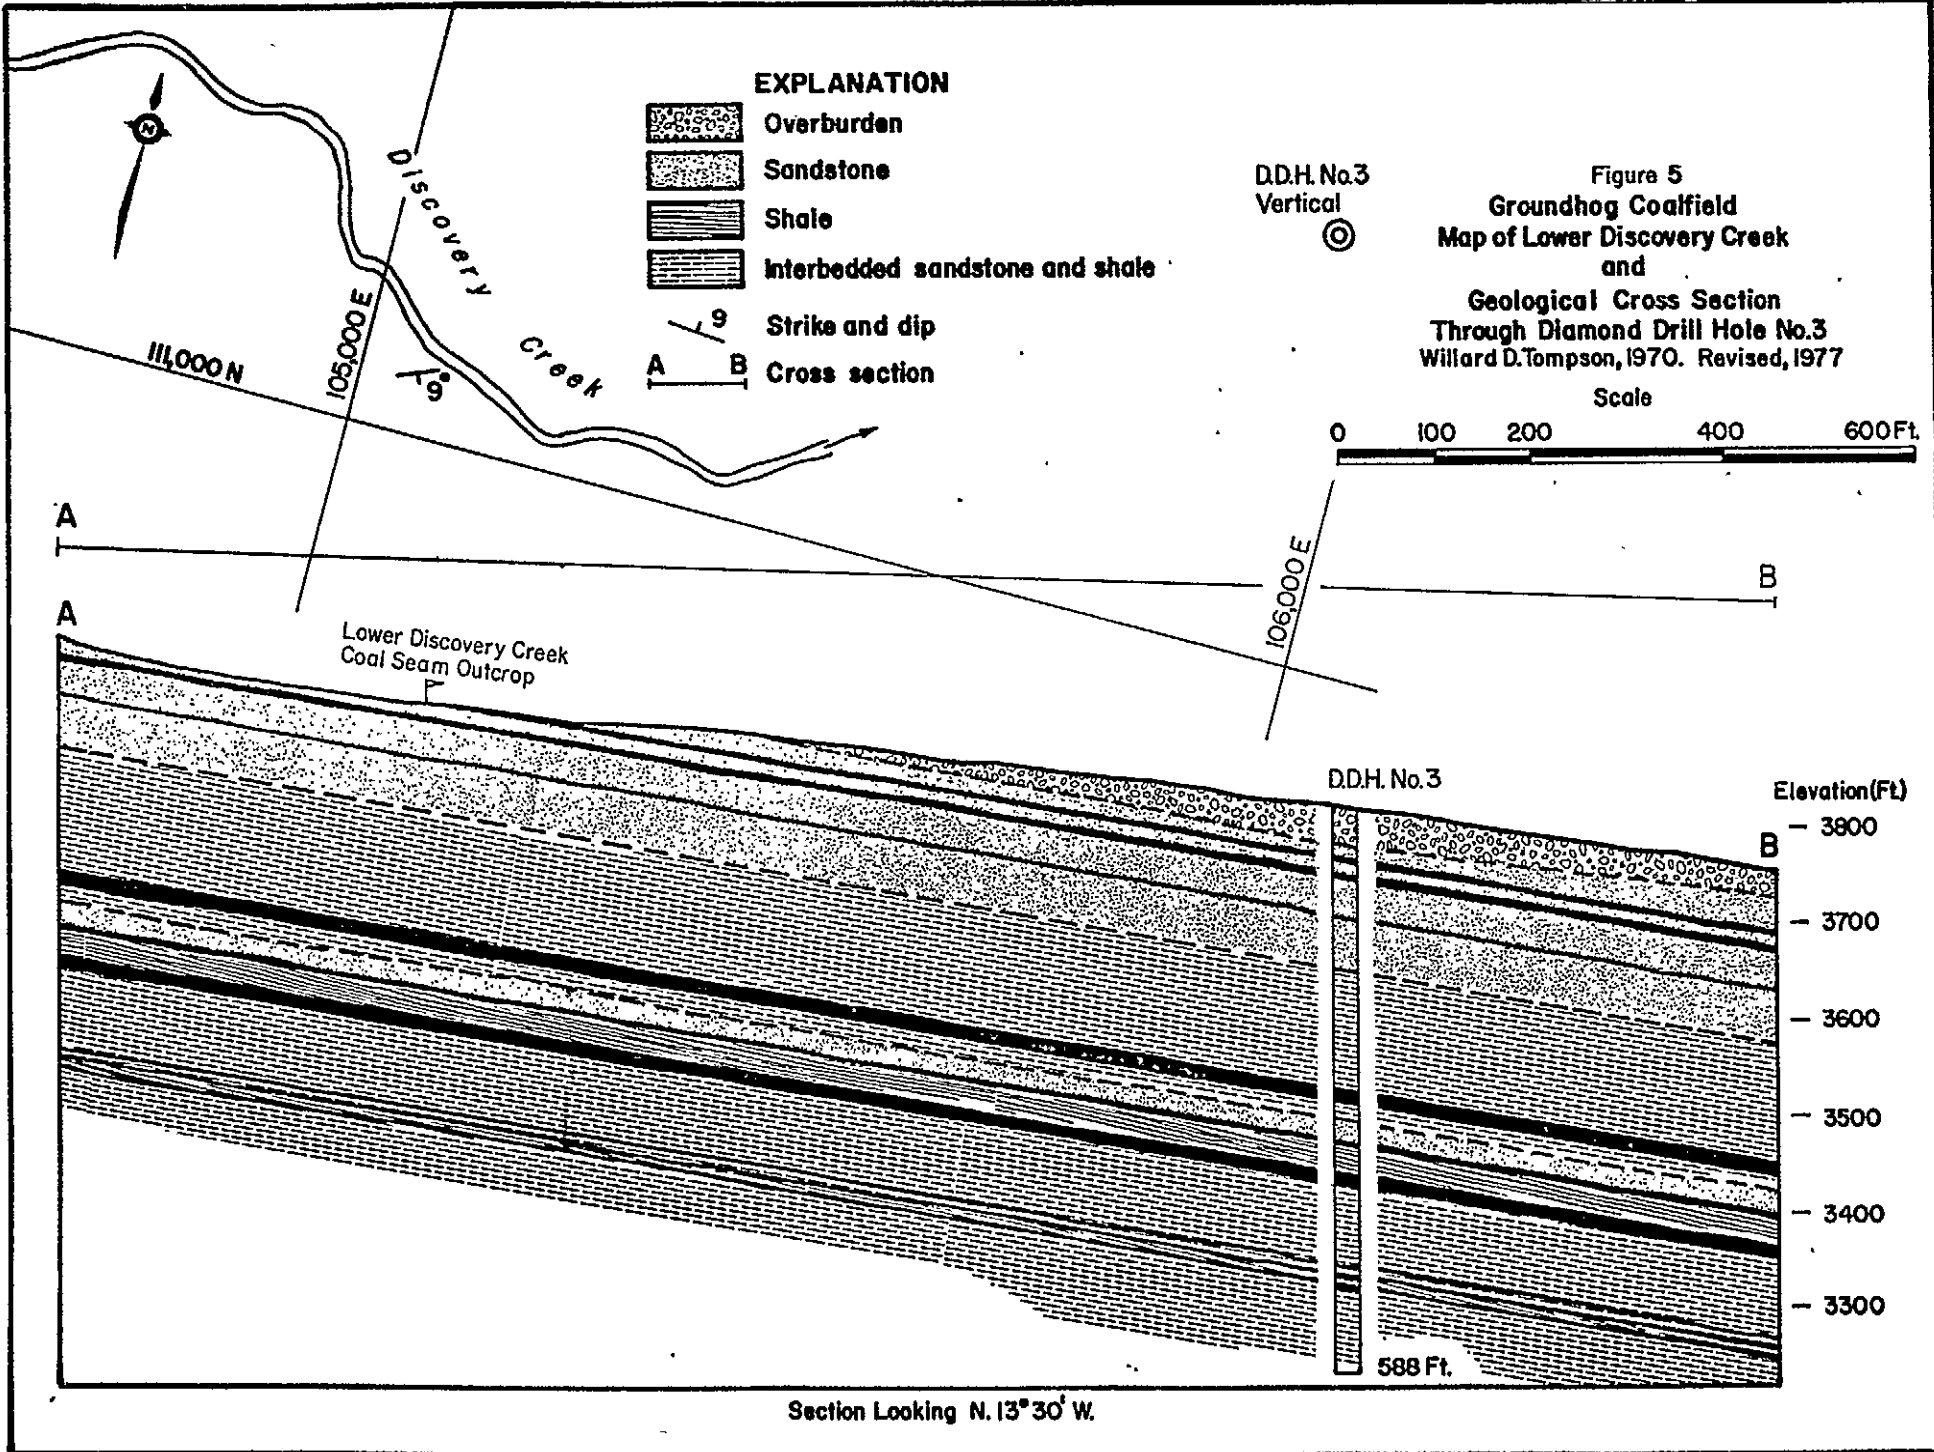 EXPLANATION
Overburden
Sandstone
Shale
Interbedded sandstone and shale
9 Strike and dip
A B Cross section
N
Discovery Creek
105,000 E
111,000 N
9°
D.D.H. No.3
Vertical
Figure 5
Groundhog Coalfield
Map of Lower Discovery Creek
and
Geological Cross Section
Through Diamond Drill Hole No.3
Willard D.Tompson, 1970. Revised, 1977
Scale
0 100 200 400 600 Ft.
A
B
106,000 E
A
Lower Discovery Creek
Coal Seam Outcrop
D.D.H. No.3
Elevation(Ft.)
3800
B
3700
3600
3500
3400
3300
588 Ft.
Section Looking N. 13° 30' W.